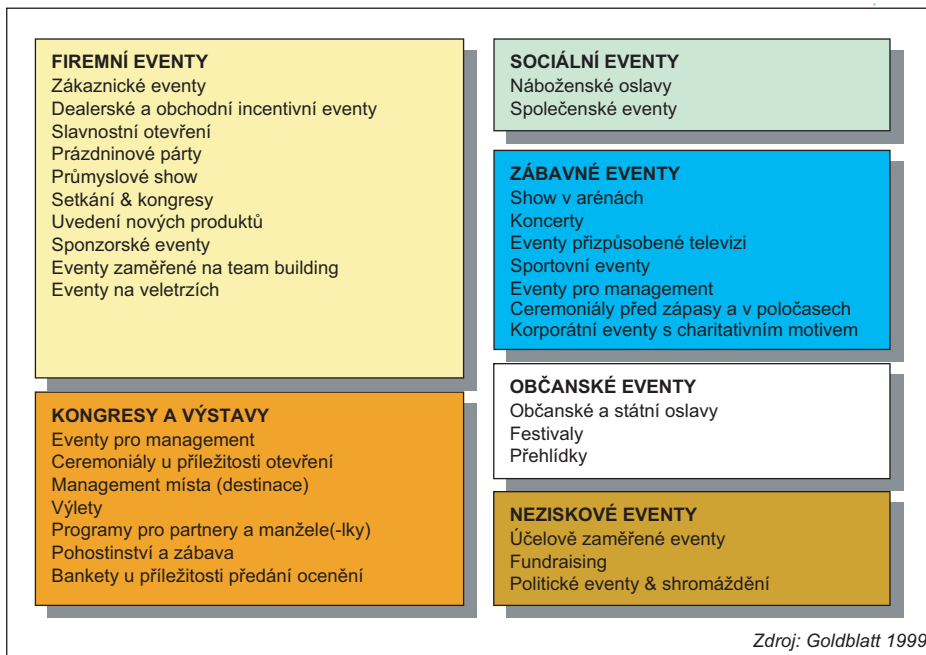 FIREMNÍ EVENTY
Zákaznické eventy
Dealerské a obchodní incentivní eventy
Slavnostní otevření
Prázdninové párty
Průmyslové show
Setkání & kongresy
Uvedení nových produktů
Sponzorské eventy
Eventy zaměřené na team building
Eventy na veletrzích
KONGRESY A VÝSTAVY
Eventy pro management
Ceremoniály u příležitosti otevření
Management místa (destinace)
Výlety
Programy pro partnery a manžele(-lky)
Pohostinství a zábava
Bankety u příležitosti předání ocenění
SOCIÁLNÍ EVENTY
Náboženské oslavy
Společenské eventy
ZÁBAVNÉ EVENTY
Show v arénách
Koncerty
Eventy přizpůsobené televizi
Sportovní eventy
Eventy pro management
Ceremoniály před zápasy a v poločasech
Korporátní eventy s charitativním motivem
OBČANSKÉ EVENTY
Občanské a státní oslavy
Festivaly
Přehlídky
NEZISKOVÉ EVENTY
Účelově zaměřené eventy
Fundraising
Politické eventy & shromáždění
Zdroj: Goldblatt 1999